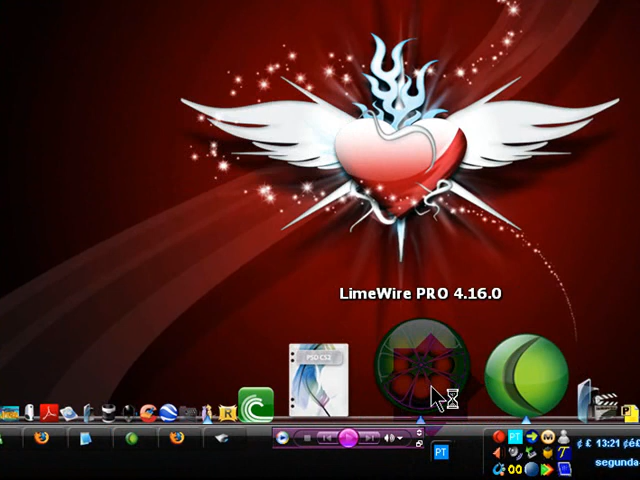 LimeWire PRO 4.16.0
PSD CS2
PT
13:21
PT
segunda-